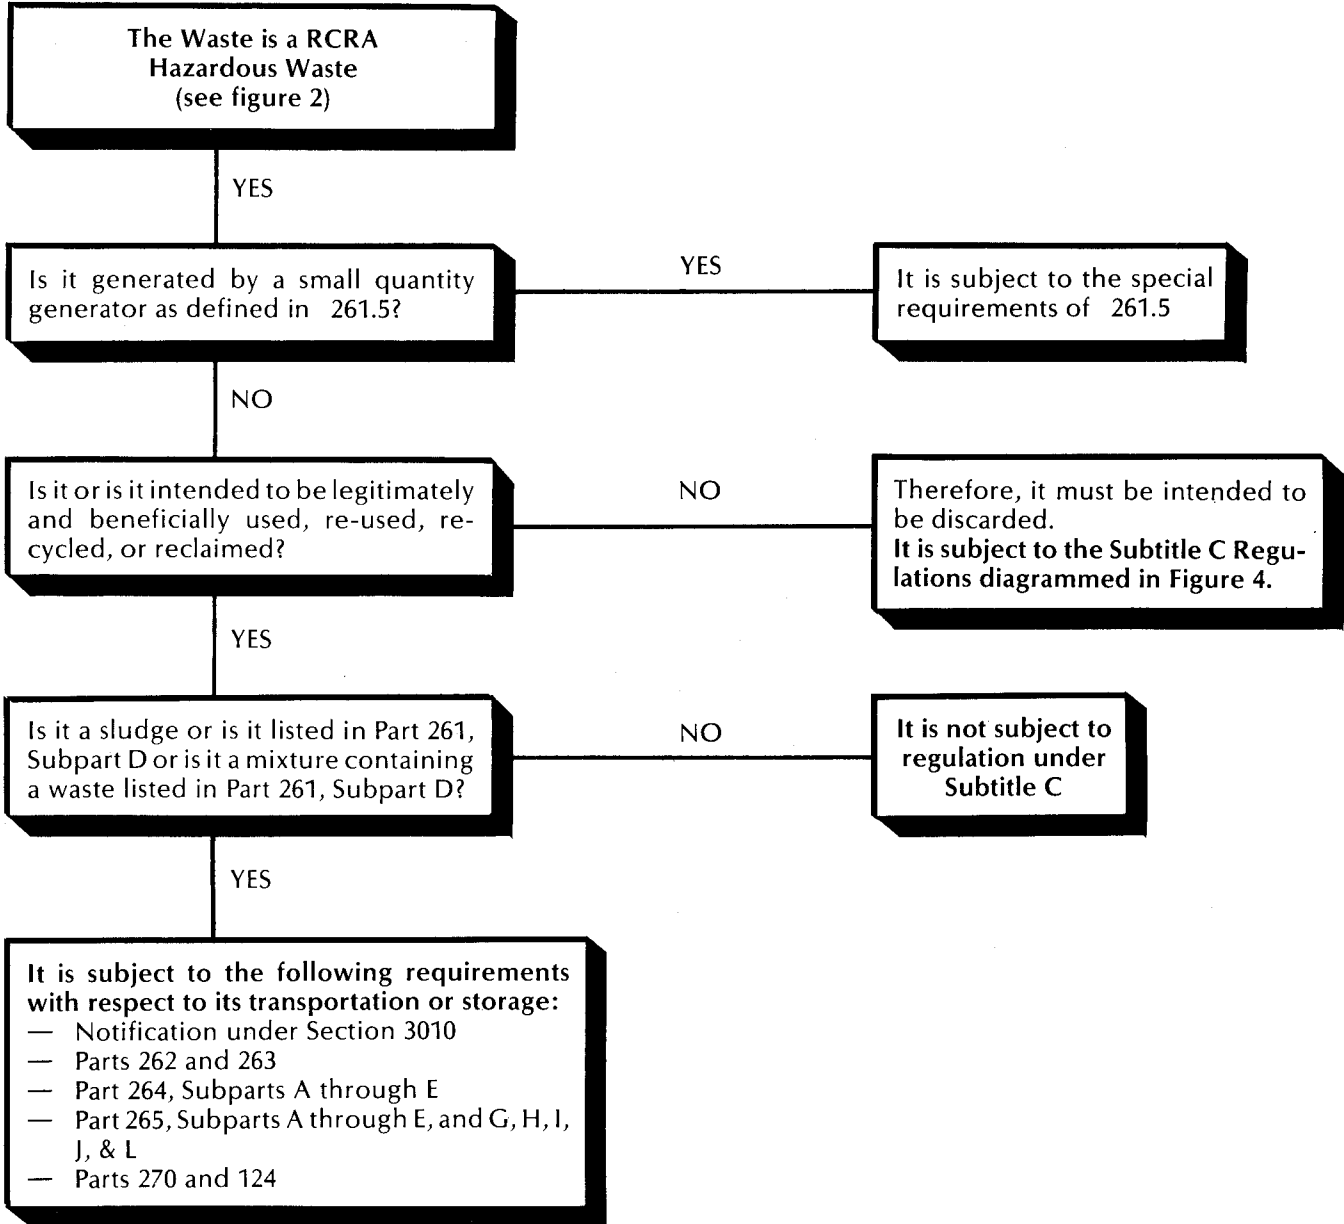 The Waste is a RCRA
Hazardous Waste
(see figure 2)
YES
Is it generated by a small quantity
generator as defined in 261.5?
YES
It is subject to the special
requirements of 261.5
NO
Is it or is it intended to be legitimately
and beneficially used, re-used, re-
cycled, or reclaimed?
NO
Therefore, it must be intended to
be discarded.
It is subject to the Subtitle C Regu-
lations diagrammed in Figure 4.
YES
Is it a sludge or is it listed in Part 261,
Subpart D or is it a mixture containing
a waste listed in Part 261, Subpart D?
NO
It is not subject to
regulation under
Subtitle C
YES
It is subject to the following requirements
with respect to its transportation or storage:
— Notification under Section 3010
— Parts 262 and 263
— Part 264, Subparts A through E
— Part 265, Subparts A through E, and G, H, I,
J, & L
— Parts 270 and 124